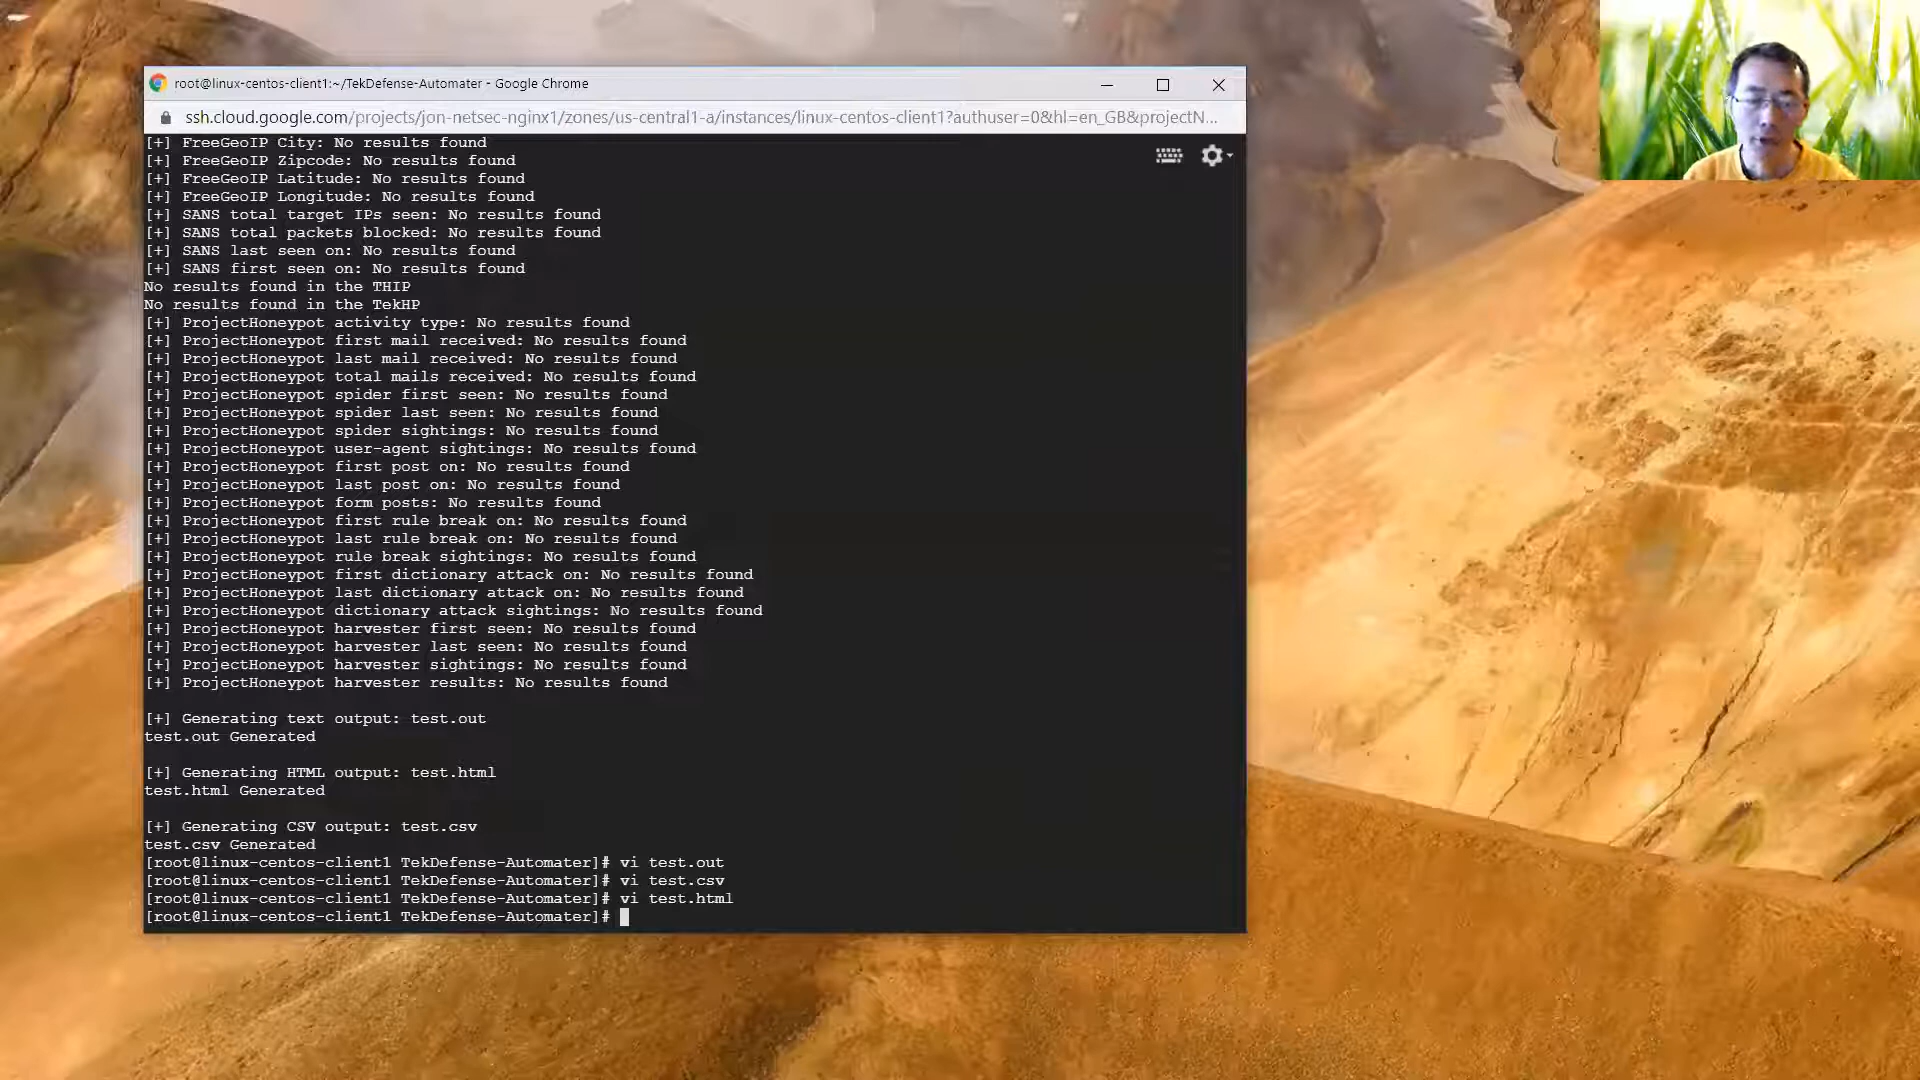 root@linux-centos-client1:~/TekDefense-Automater - Google Chrome
ssh.cloud.google.com/projects/jon-netsec-nginx1/zones/us-central1-a/instances/linux-centos-client1?authuser=0&hl=en_GB&projectN...
[+] FreeGeoIP City: No results found
[+] FreeGeoIP Zipcode: No results found
[+] FreeGeoIP Latitude: No results found
[+] FreeGeoIP Longitude: No results found
[+] SANS total target IPs seen: No results found
[+] SANS total packets blocked: No results found
[+] SANS last seen on: No results found
[+] SANS first seen on: No results found
No results found in the THIP
No results found in the TekHP
[+] ProjectHoneypot activity type: No results found
[+] ProjectHoneypot first mail received: No results found
[+] ProjectHoneypot last mail received: No results found
[+] ProjectHoneypot total mails received: No results found
[+] ProjectHoneypot spider first seen: No results found
[+] ProjectHoneypot spider last seen: No results found
[+] ProjectHoneypot spider sightings: No results found
[+] ProjectHoneypot user-agent sightings: No results found
[+] ProjectHoneypot first post on: No results found
[+] ProjectHoneypot last post on: No results found
[+] ProjectHoneypot form posts: No results found
[+] ProjectHoneypot first rule break on: No results found
[+] ProjectHoneypot last rule break on: No results found
[+] ProjectHoneypot rule break sightings: No results found
[+] ProjectHoneypot first dictionary attack on: No results found
[+] ProjectHoneypot last dictionary attack on: No results found
[+] ProjectHoneypot dictionary attack sightings: No results found
[+] ProjectHoneypot harvester first seen: No results found
[+] ProjectHoneypot harvester last seen: No results found
[+] ProjectHoneypot harvester sightings: No results found
[+] ProjectHoneypot harvester results: No results found
[+] Generating text output: test.out
test.out Generated
[+] Generating HTML output: test.html
test.html Generated
[+] Generating CSV output: test.csv
test.csv Generated
[root@linux-centos-client1 TekDefense-Automater]# vi test.out
[root@linux-centos-client1 TekDefense-Automater]# vi test.csv
[root@linux-centos-client1 TekDefense-Automater]# vi test.html
[root@linux-centos-client1 TekDefense-Automater]#